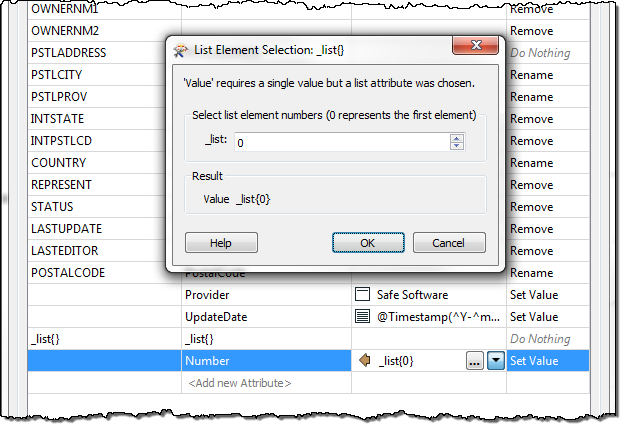 OWNERNM1 Remove
OWNERNM2 Remove
PSTLADDRESS Do Nothing
PSTLCITY Rename
PSTLPROV Rename
INTSTATE Remove
INTPSTLCD Remove
COUNTRY Rename
REPRESENT Remove
STATUS Remove
LASTUPDATE Remove
LASTEDITOR Remove
POSTALCODE PostalCode Rename
List Element Selection: _list{}
'Value' requires a single value but a list attribute was chosen.
Select list element numbers (0 represents the first element)
_list: 0
Result
Value _list{0}
Help OK Cancel
Provider Safe Software Set Value
UpdateDate @Timestamp(^Y-^m... Set Value
_list{} _list{} Do Nothing
Number _list{0} ... Set Value
<Add new Attribute>